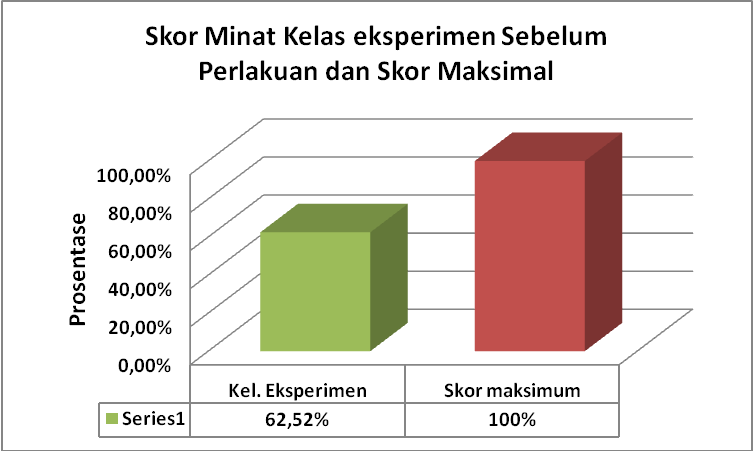 Skor Minat Kelas eksperimen Sebelum
Perlakuan dan Skor Maksimal
Prosentase
100,00%
80,00%
60,00%
40,00%
20,00%
0,00%
Kel. Eksperimen Skor maksimum
Series1 62,52% 100%